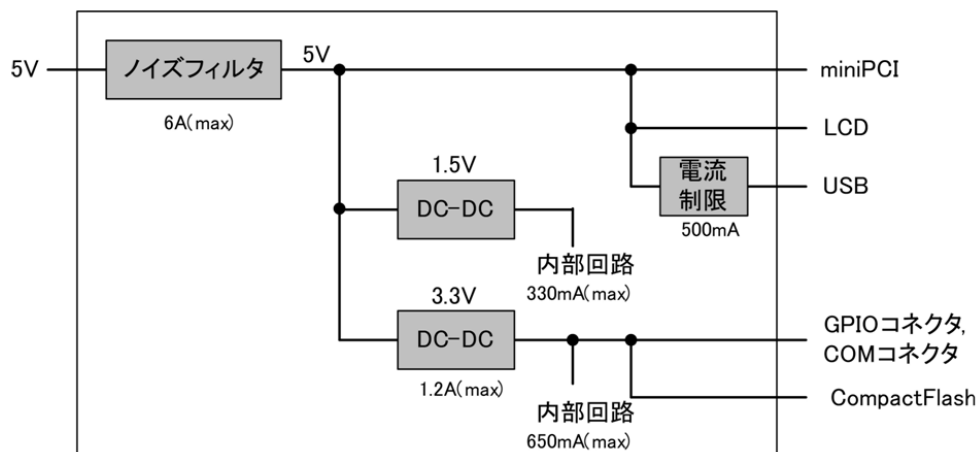 5V
ノイズフィルタ
6A(max)
5V
miniPCI
LCD
電流
制限
500mA
USB
1.5V
DC-DC
内部回路
330mA(max)
3.3V
DC-DC
1.2A(max)
内部回路
650mA(max)
GPIOコネクタ,
COMコネクタ
CompactFlash